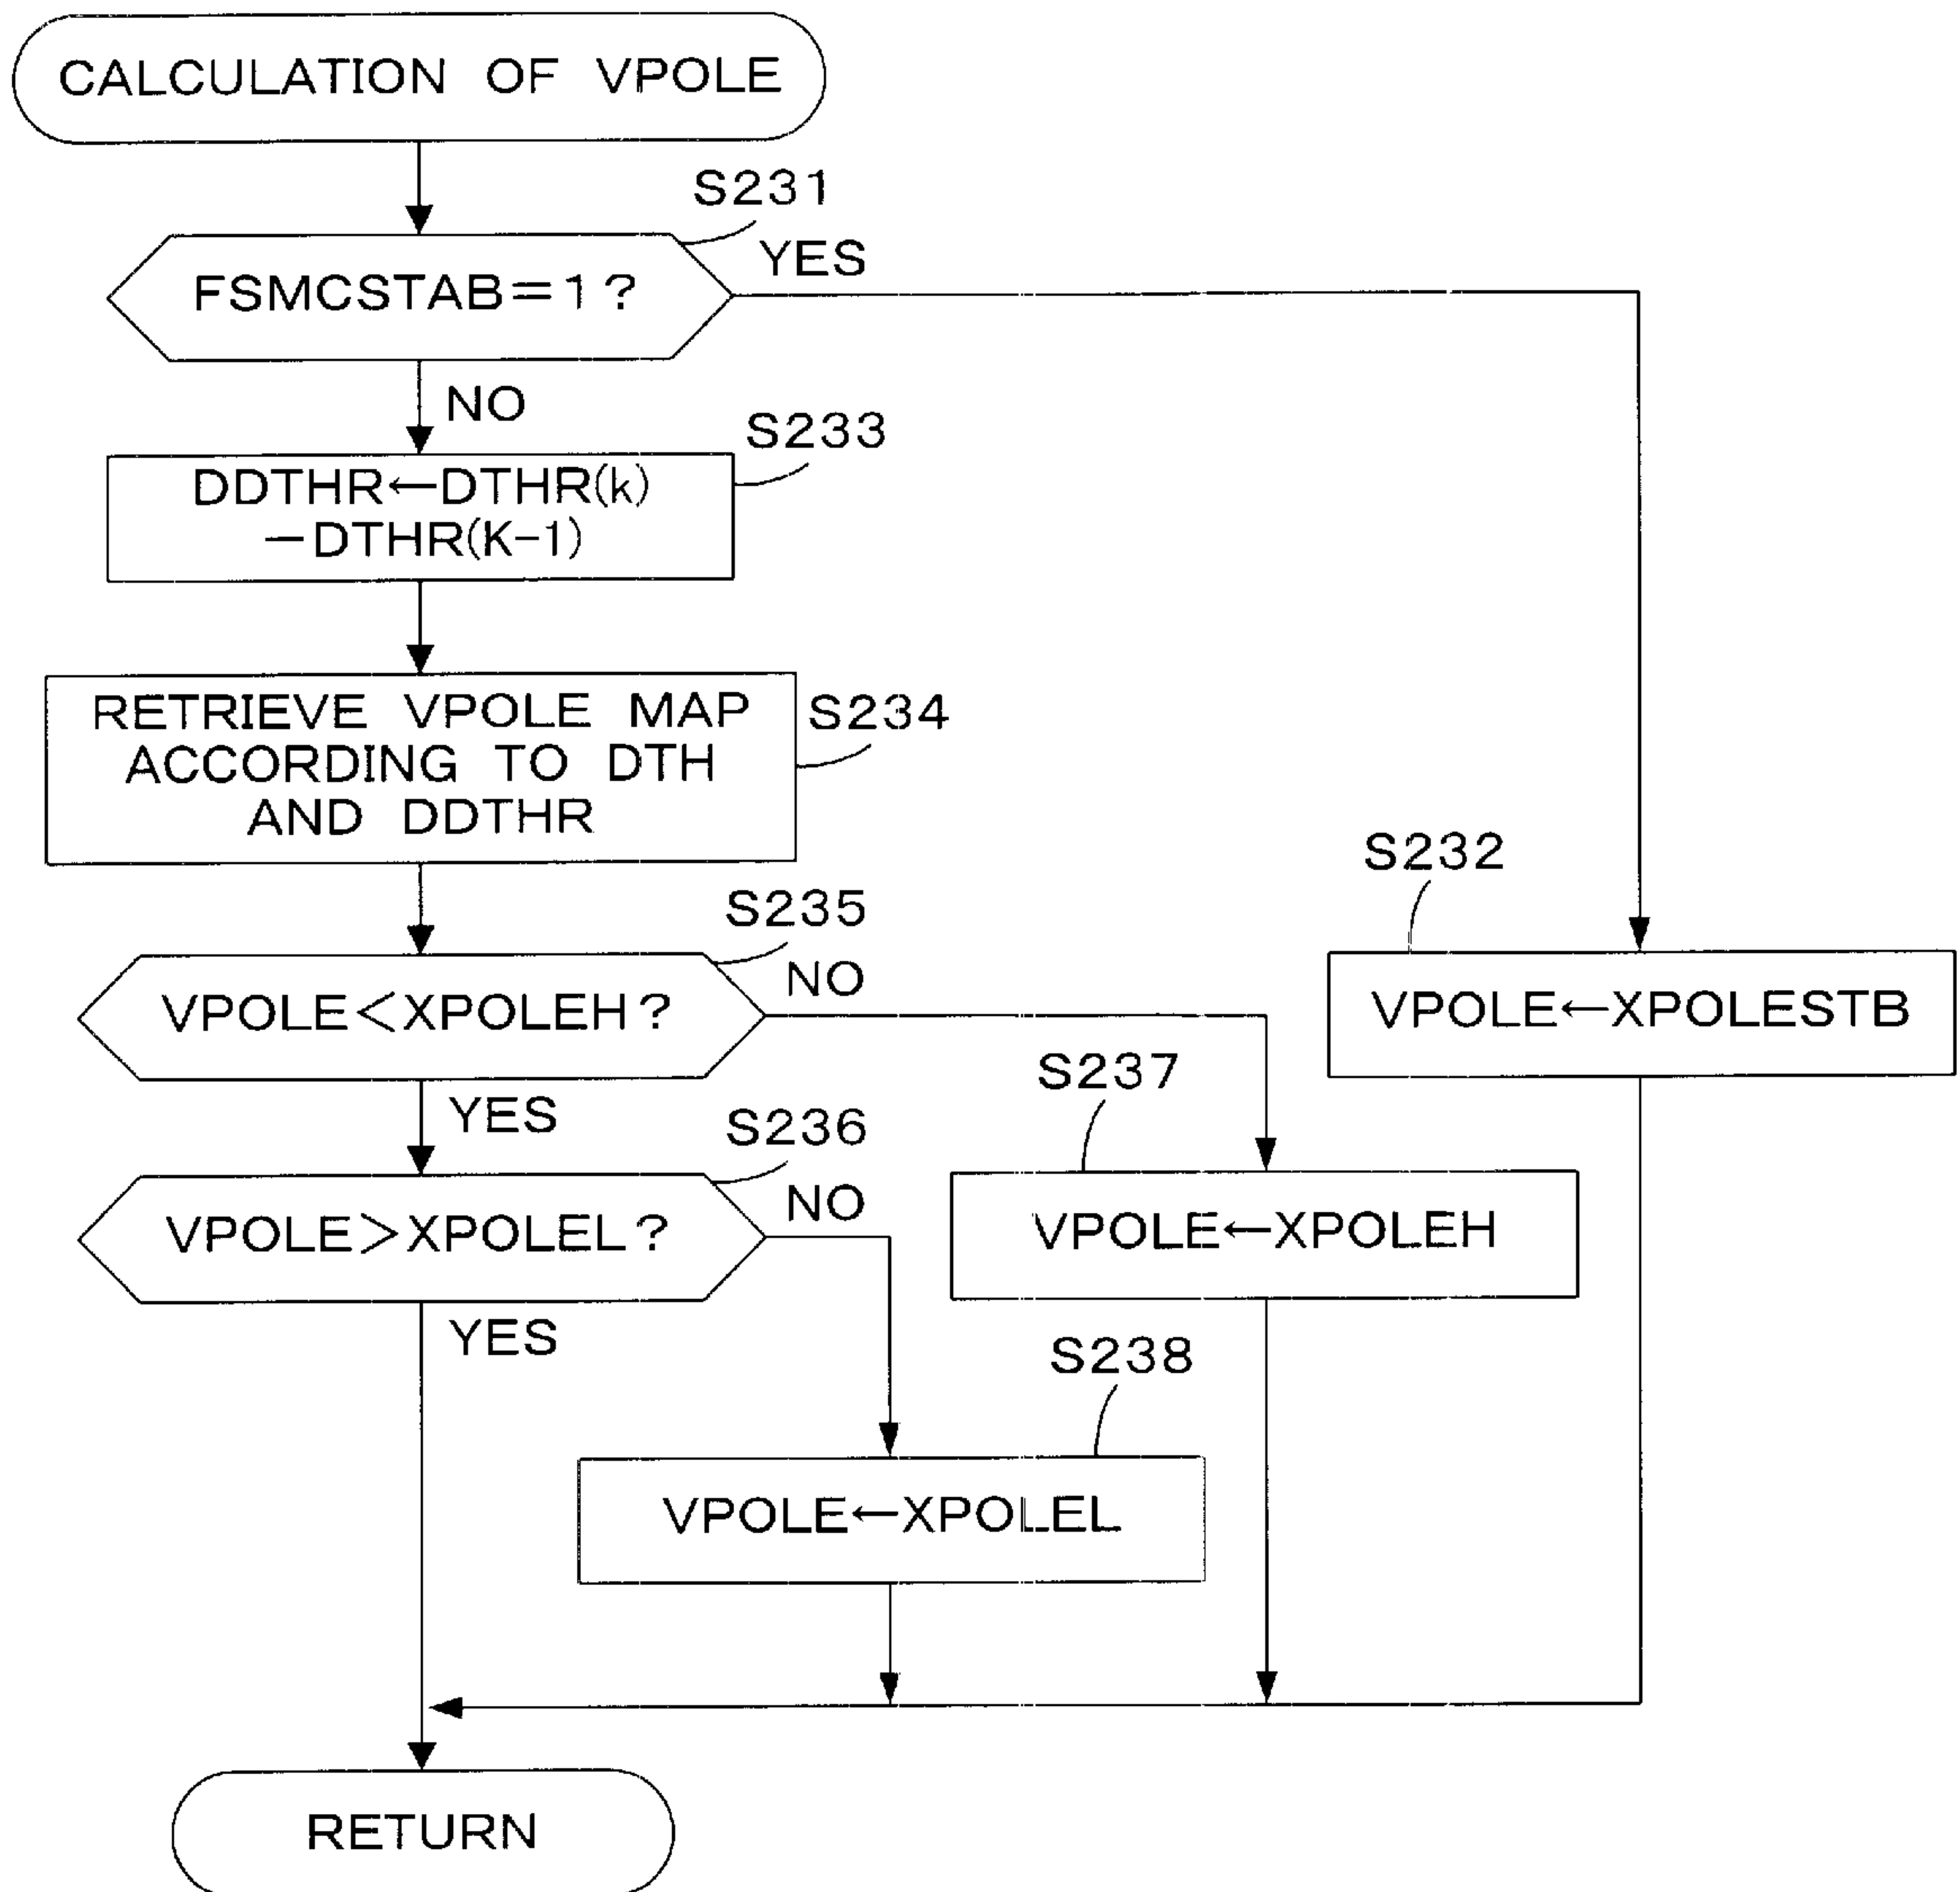 CALCULATION OF VPOLE
S231
FSMCSTAB=1?
YES
NO
S233
DDTHR←DTHR(k)
−DTHR(K-1)
RETRIEVE VPOLE MAP
ACCORDING TO DTH
AND DDTHR
S234
S232
VPOLE←XPOLESTB
S235
VPOLE<XPOLEH?
NO
YES
S237
VPOLE←XPOLEH
S236
VPOLE>XPOLEL?
NO
YES
S238
VPOLE←XPOLEL
RETURN